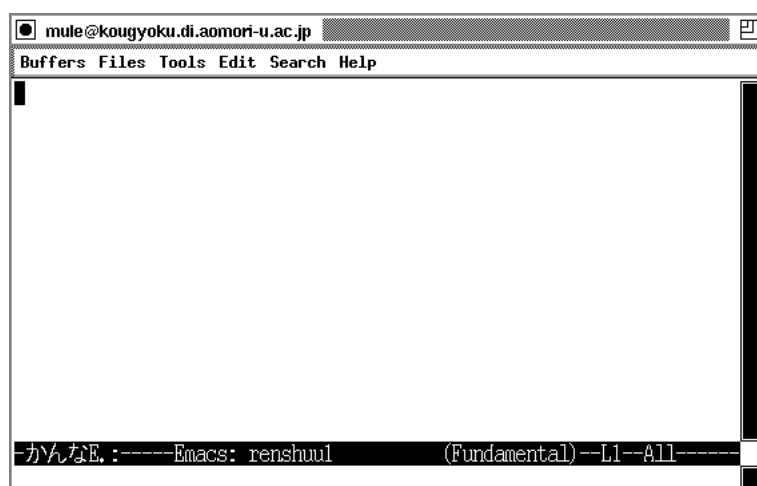 mule@kougyoku.di.aomori-u.ac.jp
Buffers Files Tools Edit Search Help
-かんなE.:-----Emacs: renshuu1 (Fundamental)--L1--All------